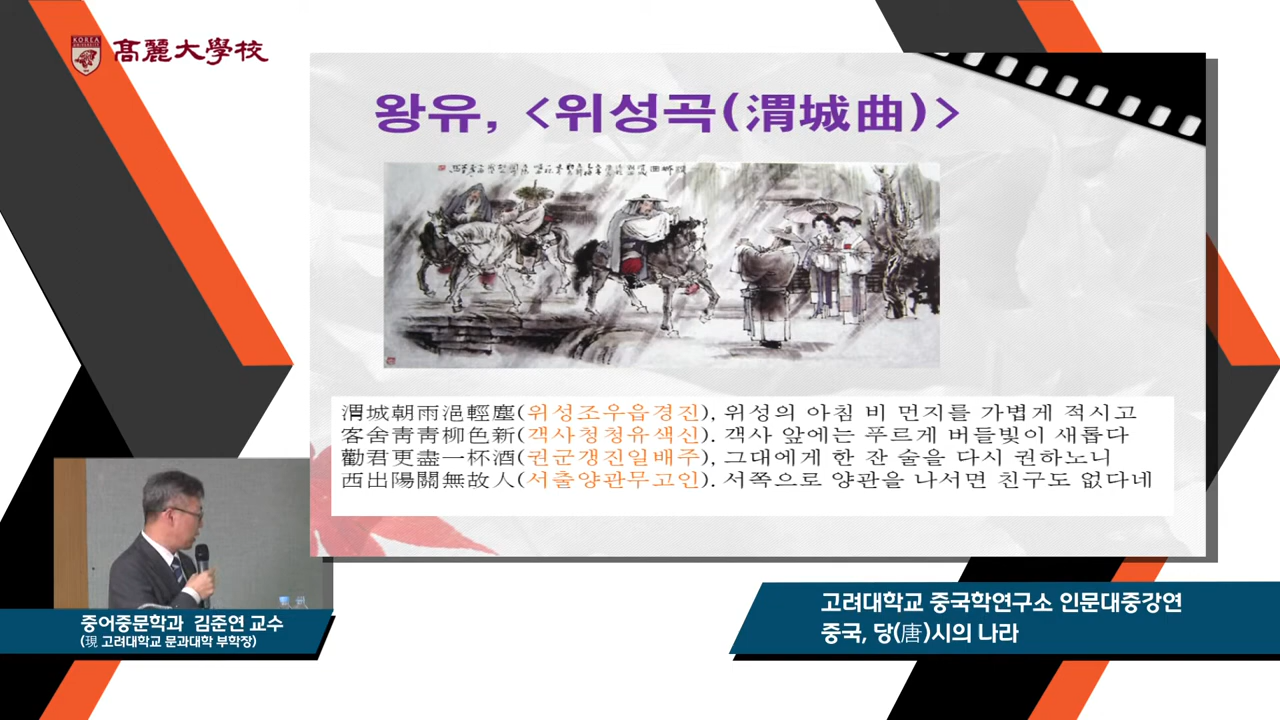 KOREA
UNIVERSITY
高麗大學校
왕유, <위성곡(渭城曲)>
渭城朝雨浥輕塵(위성조우읍경진), 위성의 아침 비 먼지를 가볍게 적시고
客舍靑靑柳色新(객사청청유색신). 객사 앞에는 푸르게 버들빛이 새롭다
勸君更盡一杯酒(권군갱진일배주), 그대에게 한 잔 술을 다시 권하노니
西出陽關無故人(서출양관무고인). 서쪽으로 양관을 나서면 친구도 없다네
중어중문학과 김준연 교수
(現 고려대학교 문과대학 부학장)
고려대학교 중국학연구소 인문대중강연
중국, 당(唐)시의 나라